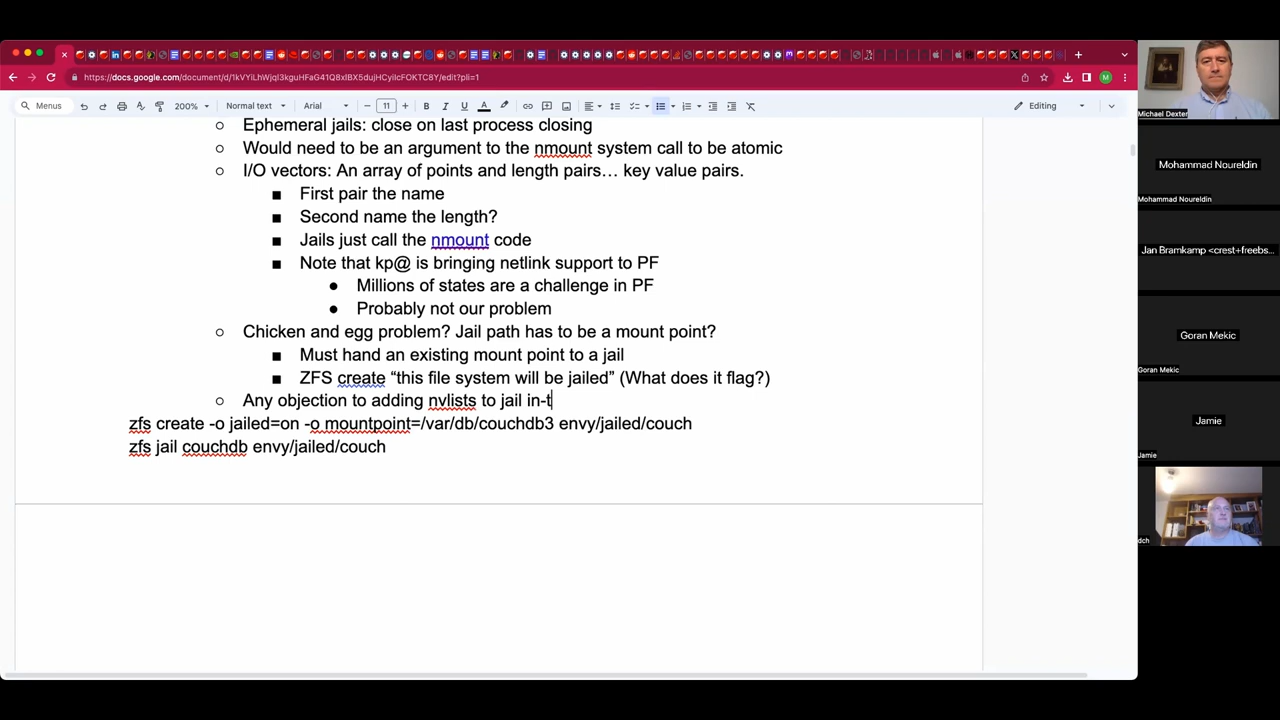 https://docs.google.com/document/d/1kVYiLhWjqI3kguHFaG41Q8xIBX5dujHCyiIcFOKTC8Y/edit?pli=1
M
Menus
200%
Normal text
Arial
11
Editing
Ephemeral jails: close on last process closing
Would need to be an argument to the nmount system call to be atomic
I/O vectors: An array of points and length pairs… key value pairs.
First pair the name
Second name the length?
Jails just call the nmount code
Note that kp@ is bringing netlink support to PF
Millions of states are a challenge in PF
Probably not our problem
Chicken and egg problem? Jail path has to be a mount point?
Must hand an existing mount point to a jail
ZFS create “this file system will be jailed” (What does it flag?)
Any objection to adding nvlists to jail in-t
zfs create -o jailed=on -o mountpoint=/var/db/couchdb3 envy/jailed/couch
zfs jail couchdb envy/jailed/couch
Michael Dexter
Mohammad Noureldin
Mohammad Noureldin
Jan Bramkamp <crest+freebs...
Goran Mekic
Goran Mekic
Jamie
Jamie
dch